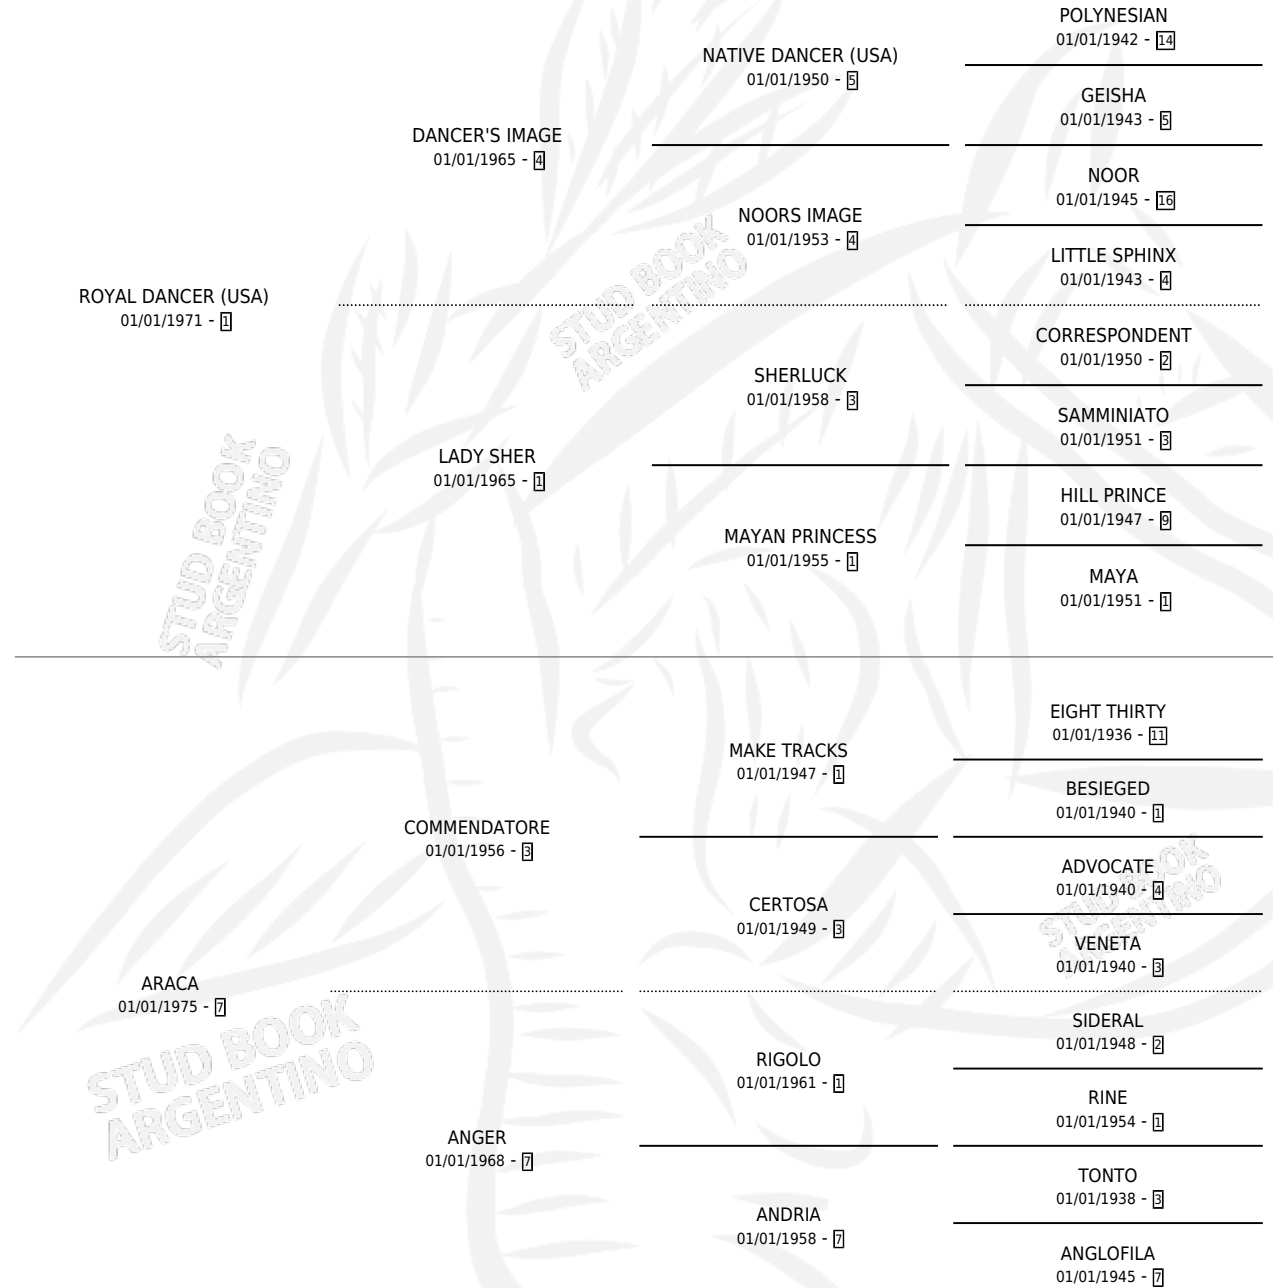 POLYNESIAN
01/01/1942 - 14
NATIVE DANCER (USA)
01/01/1950 - 5
GEISHA
01/01/1943 - 5
DANCER'S IMAGE
01/01/1965 - 4
NOOR
01/01/1945 - 16
NOORS IMAGE
01/01/1953 - 4
LITTLE SPHINX
01/01/1943 - 4
ROYAL DANCER (USA)
01/01/1971 - 1
CORRESPONDENT
01/01/1950 - 2
SHERLUCK
01/01/1958 - 3
SAMMINIATO
01/01/1951 - 3
LADY SHER
01/01/1965 - 1
HILL PRINCE
01/01/1947 - 9
MAYAN PRINCESS
01/01/1955 - 1
MAYA
01/01/1951 - 1
EIGHT THIRTY
01/01/1936 - 11
MAKE TRACKS
01/01/1947 - 1
BESIEGED
01/01/1940 - 1
COMMENDATORE
01/01/1956 - 3
ADVOCATE
01/01/1940 - 4
CERTOSA
01/01/1949 - 3
VENETA
01/01/1940 - 3
ARACA
01/01/1975 - 7
SIDERAL
01/01/1948 - 2
RIGOLO
01/01/1961 - 1
RINE
01/01/1954 - 1
ANGER
01/01/1968 - 7
TONTO
01/01/1938 - 3
ANDRIA
01/01/1958 - 7
ANGLOFILA
01/01/1945 - 7
STUD BOOK
ARGENTINO
STUD BOOK
ARGENTINO
STUD BOOK
ARGENTINO
STUD BOOK
ARGENTINO